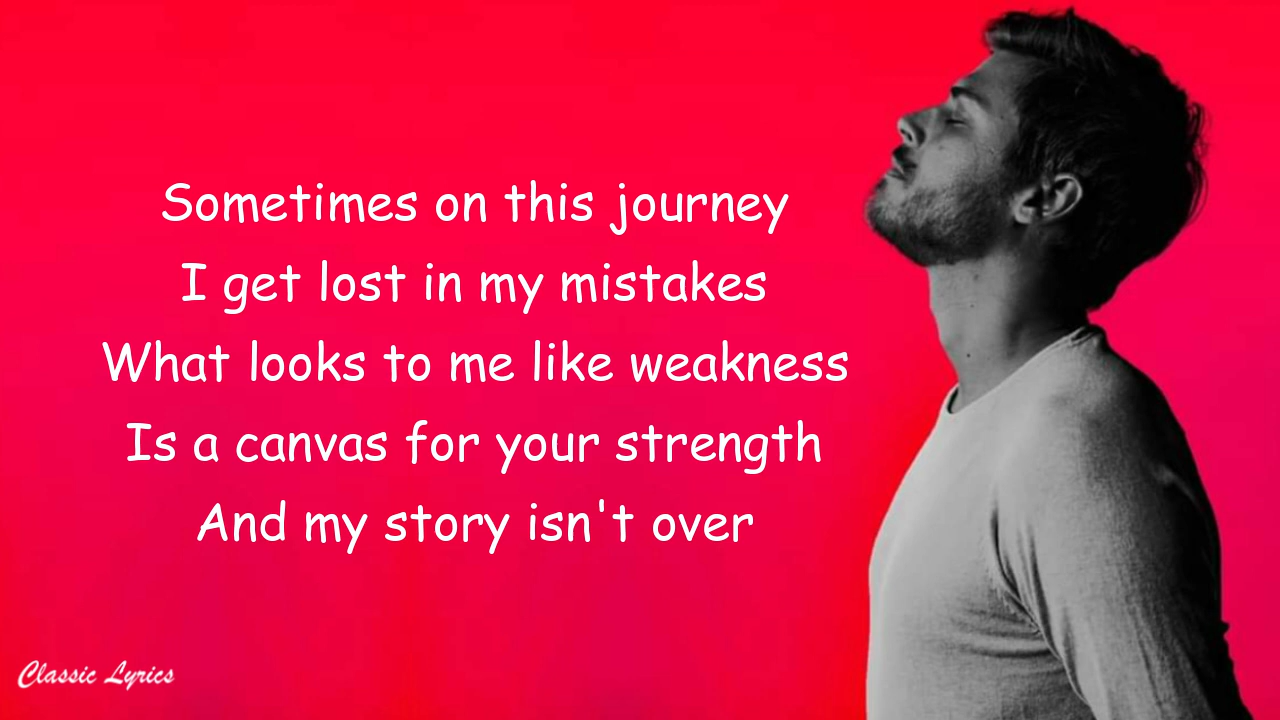 Sometimes on this journey
I get lost in my mistakes
What looks to me like weakness
Is a canvas for your strength
And my story isn't over
Classic Lyrics